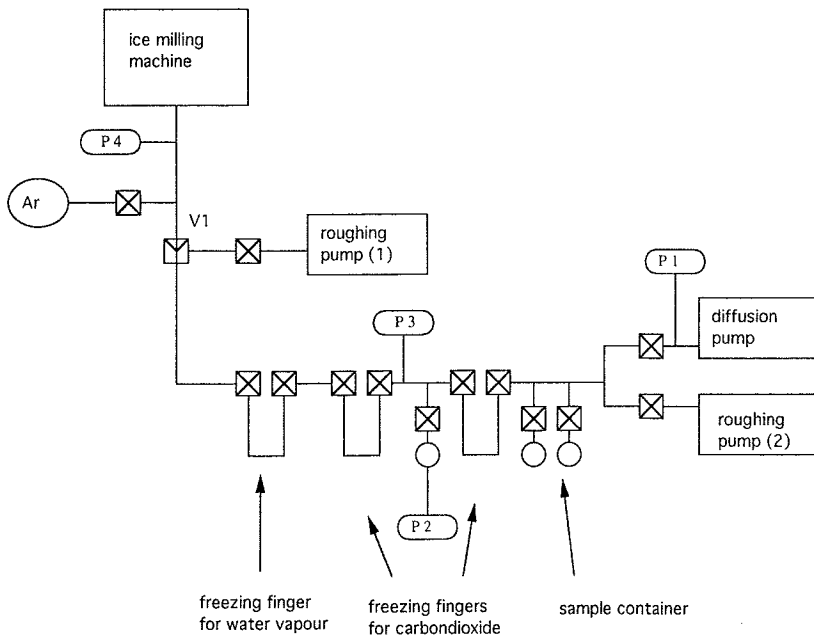 ice milling
machine
P 4
Ar
V1
roughing
pump (1)
P 1
P 3
diffusion
pump
roughing
pump (2)
P 2
freezing finger
for water vapour
freezing fingers
for carbondioxide
sample container